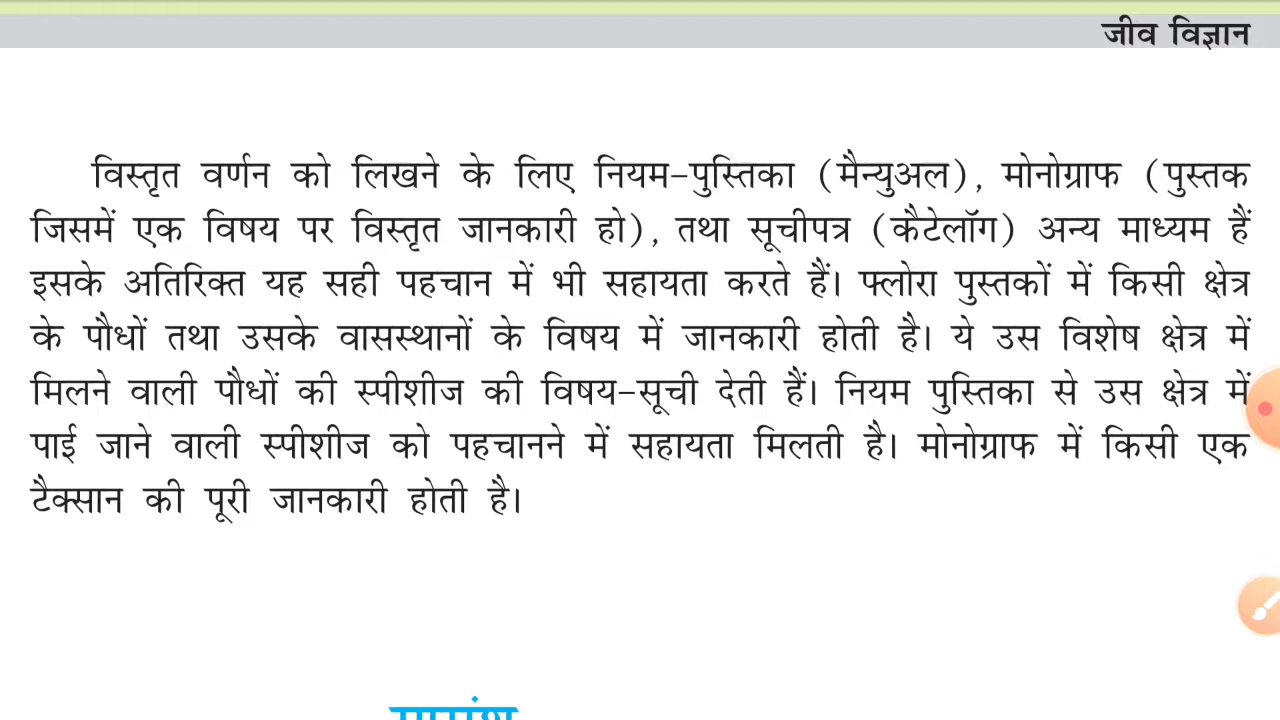 जीव विज्ञान
विस्तृत वर्णन को लिखने के लिए नियम-पुस्तिका (मैन्युअल), मोनोग्राफ (पुस्तक
जिसमें एक विषय पर विस्तृत जानकारी हो), तथा सूचीपत्र (कैटेलॉग) अन्य माध्यम हैं
इसके अतिरिक्त यह सही पहचान में भी सहायता करते हैं। फ्लोरा पुस्तकों में किसी क्षेत्र
के पौधों तथा उसके वासस्थानों के विषय में जानकारी होती है। ये उस विशेष क्षेत्र में
मिलने वाली पौधों की स्पीशीज की विषय-सूची देती हैं। नियम पुस्तिका से उस क्षेत्र में
पाई जाने वाली स्पीशीज को पहचानने में सहायता मिलती है। मोनोग्राफ में किसी एक
टैक्सान की पूरी जानकारी होती है।